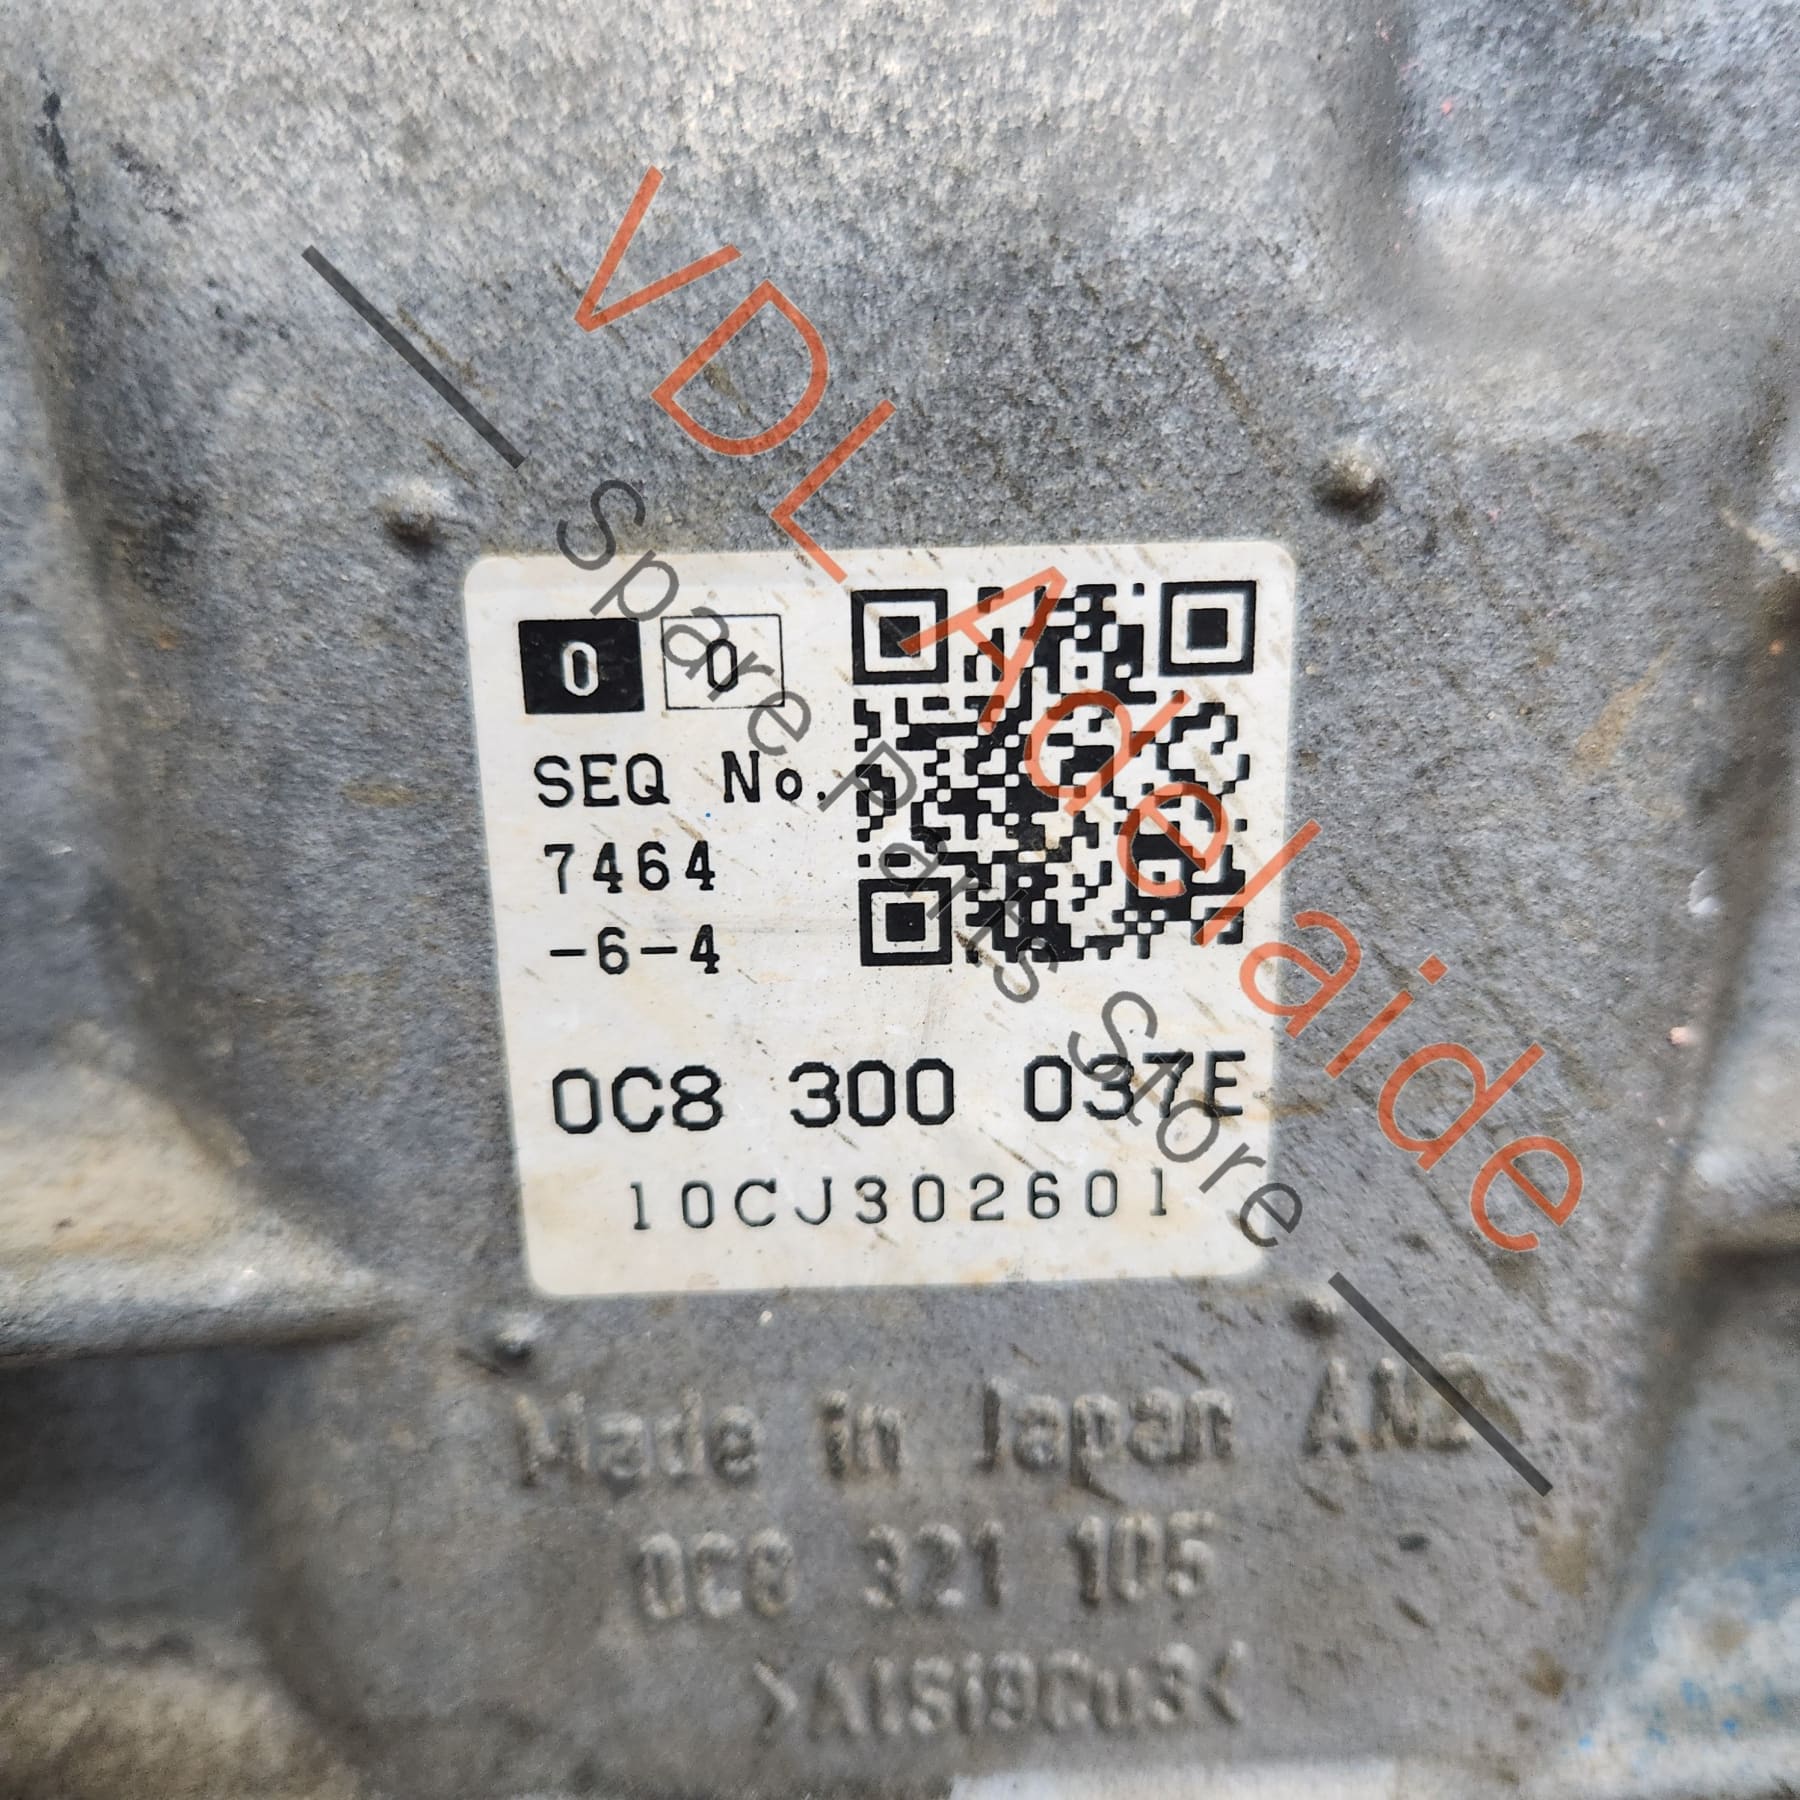 VDL Adelaide
Spare Parts Store
0 0
SEQ No.
7464
-6-4
0C8 300 037E
10CJ302601
Made in Japan
0C8 321 105
>AlSi9Cu3<